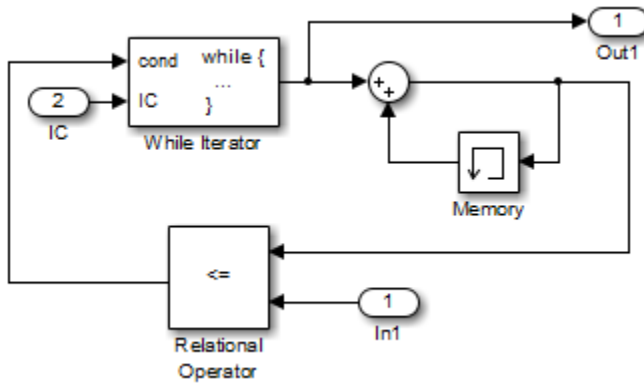 1
Out1
cond while {
...
IC }
2
IC
While Iterator
+
+
Memory
<=
1
In1
Relational
Operator